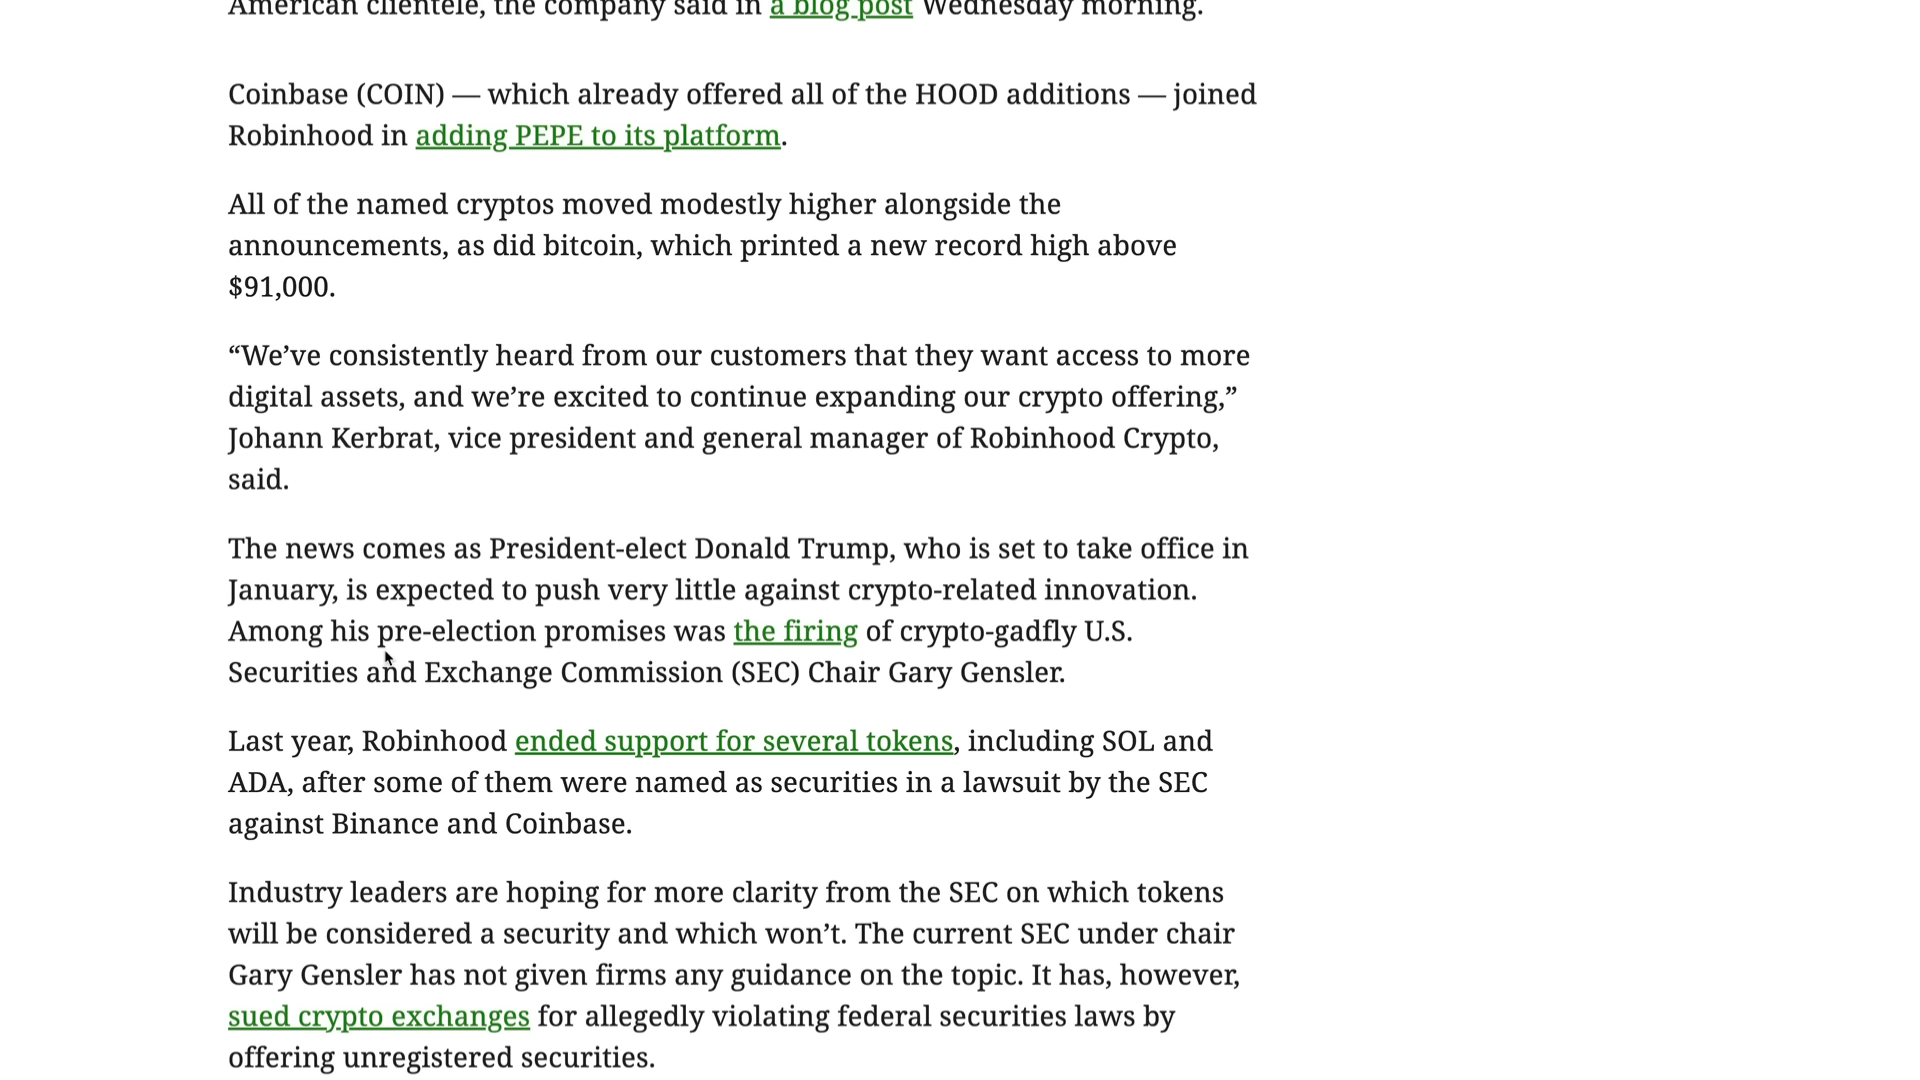 American clientele, the company said in a blog post Wednesday morning.
Coinbase (COIN) — which already offered all of the HOOD additions — joined
Robinhood in adding PEPE to its platform.
All of the named cryptos moved modestly higher alongside the
announcements, as did bitcoin, which printed a new record high above
$91,000.
“We’ve consistently heard from our customers that they want access to more
digital assets, and we’re excited to continue expanding our crypto offering,”
Johann Kerbrat, vice president and general manager of Robinhood Crypto,
said.
The news comes as President-elect Donald Trump, who is set to take office in
January, is expected to push very little against crypto-related innovation.
Among his pre-election promises was the firing of crypto-gadfly U.S.
Securities and Exchange Commission (SEC) Chair Gary Gensler.
Last year, Robinhood ended support for several tokens, including SOL and
ADA, after some of them were named as securities in a lawsuit by the SEC
against Binance and Coinbase.
Industry leaders are hoping for more clarity from the SEC on which tokens
will be considered a security and which won’t. The current SEC under chair
Gary Gensler has not given firms any guidance on the topic. It has, however,
sued crypto exchanges for allegedly violating federal securities laws by
offering unregistered securities.